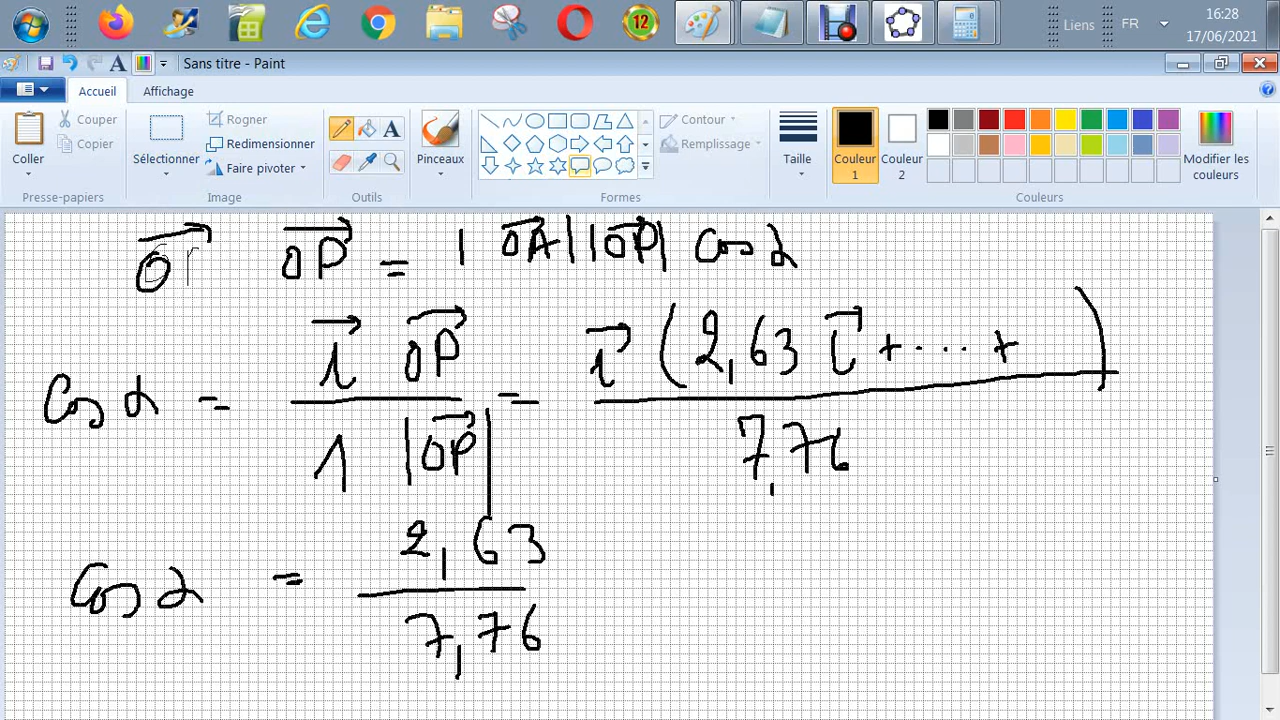 12
Liens
FR
16:28
17/06/2021
Sans titre - Paint
Accueil
Affichage
Coller
Couper
Copier
Presse-papiers
Sélectionner
Rogner
Redimensionner
Faire pivoter
Image
A
Outils
Pinceaux
Contour
Remplissage
Formes
Taille
Couleur 1
Couleur 2
Modifier les couleurs
Couleurs
OP = | OA| |OP| cos α
cos α = i OP / 1 |OP| = i (2,63 i + .... + ) / 7,76
cos α = 2,63 / 7,76